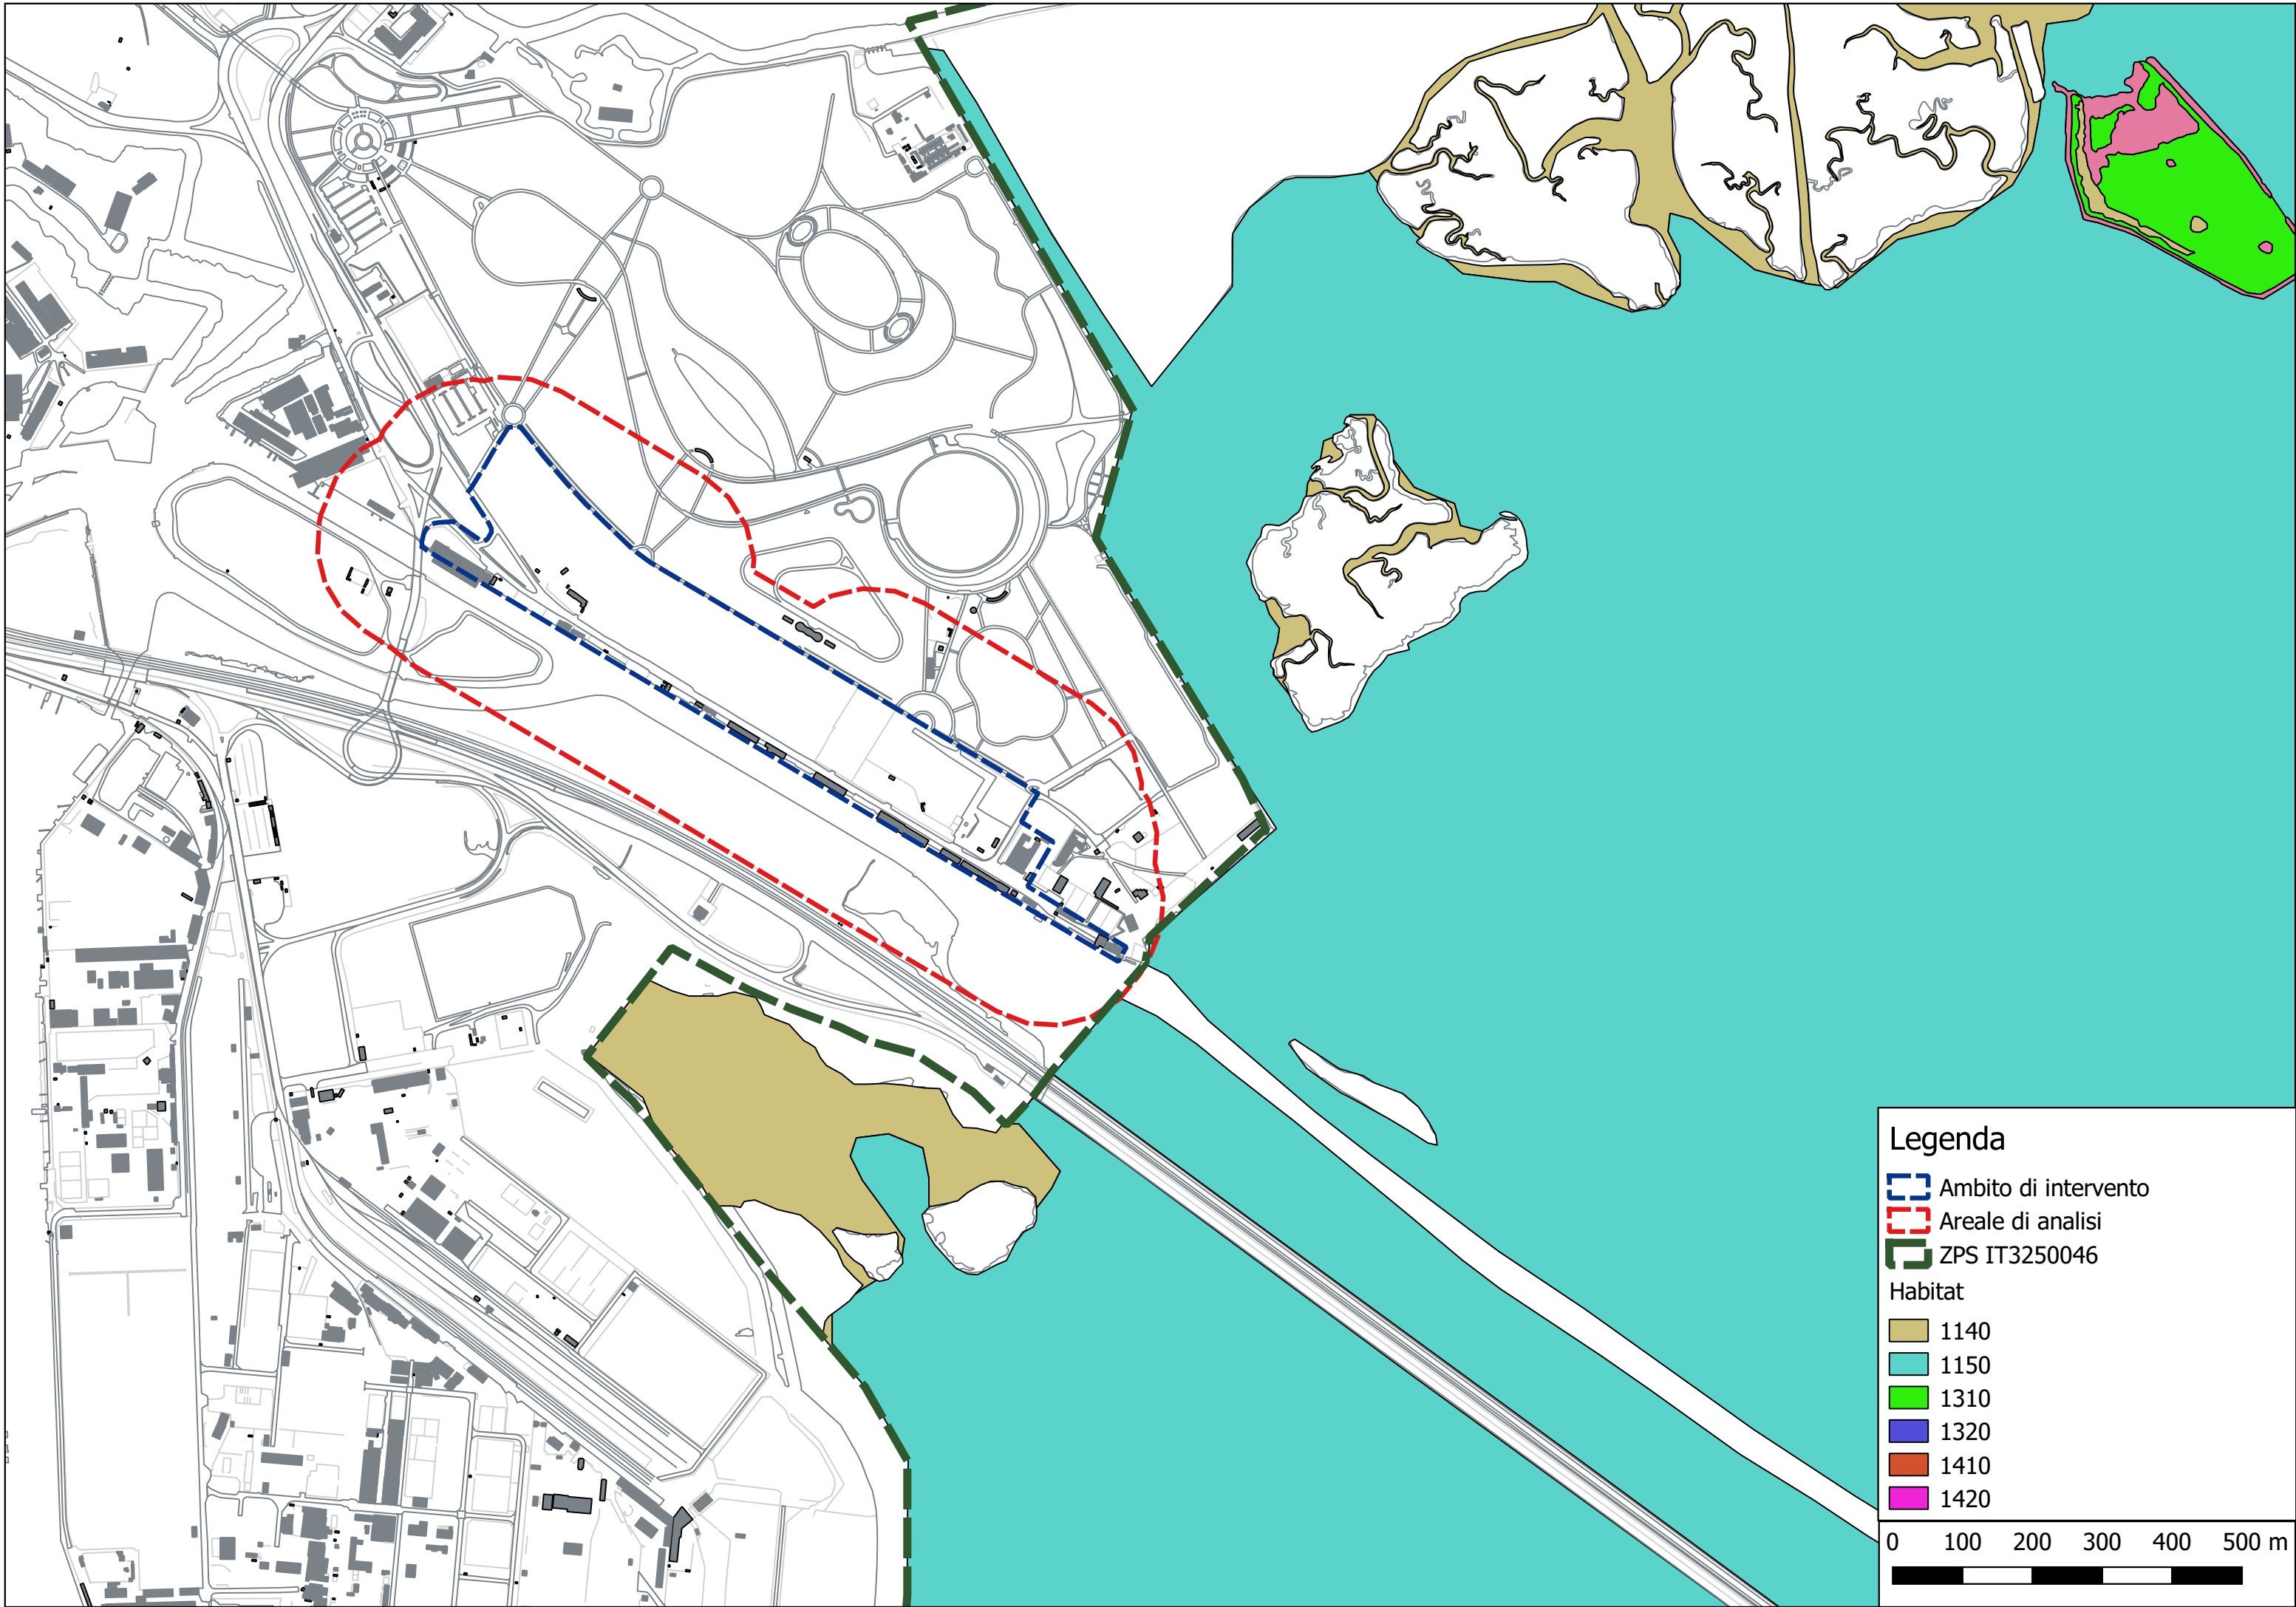 Legenda
Ambito di intervento
Areale di analisi
ZPS IT3250046
Habitat
1140
1150
1310
1320
1410
1420
0 100 200 300 400 500 m